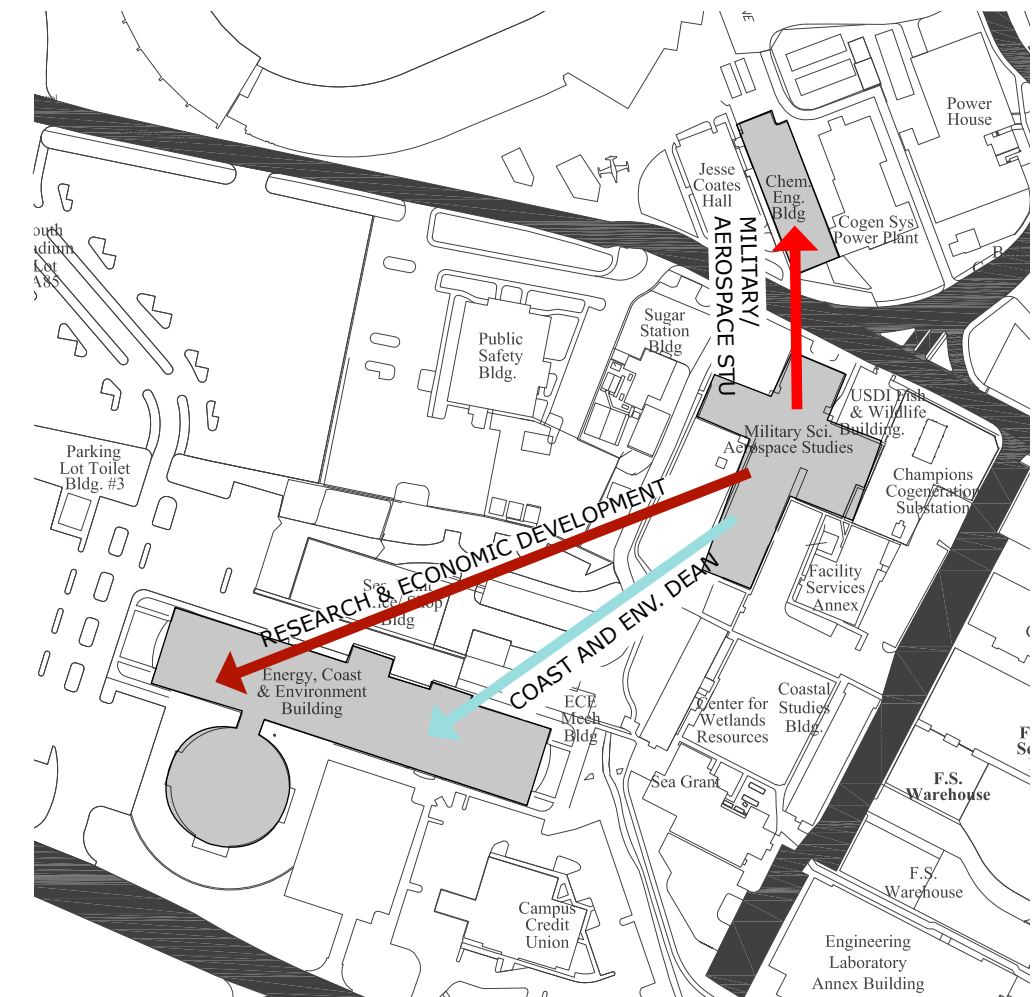 Power
House
Jesse
Coates
Hall
Chem.
Eng.
Bldg
Cogen Sys
Power Plant
MILITARY/
AEROSPACE STU
Lot
A85
Sugar
Station
Bldg
Public
Safety
Bldg.
USDI Fish
& Wildlife
Building.
Military Sci.
Aerospace Studies
Parking
Lot Toilet
Bldg. #3
Champions
Cogeneration
Substation
RESEARCH & ECONOMIC DEVELOPMENT
COAST AND ENV. DEAN
Facility
Services
Annex
Shop
Bldg
Energy, Coast
& Environment
Building
ECE
Mech
Bldg
Center for
Wetlands
Resources
Coastal
Studies
Bldg.
Sea Grant
F.S.
Warehouse
F.S.
Warehouse
Campus
Credit
Union
Engineering
Laboratory
Annex Building